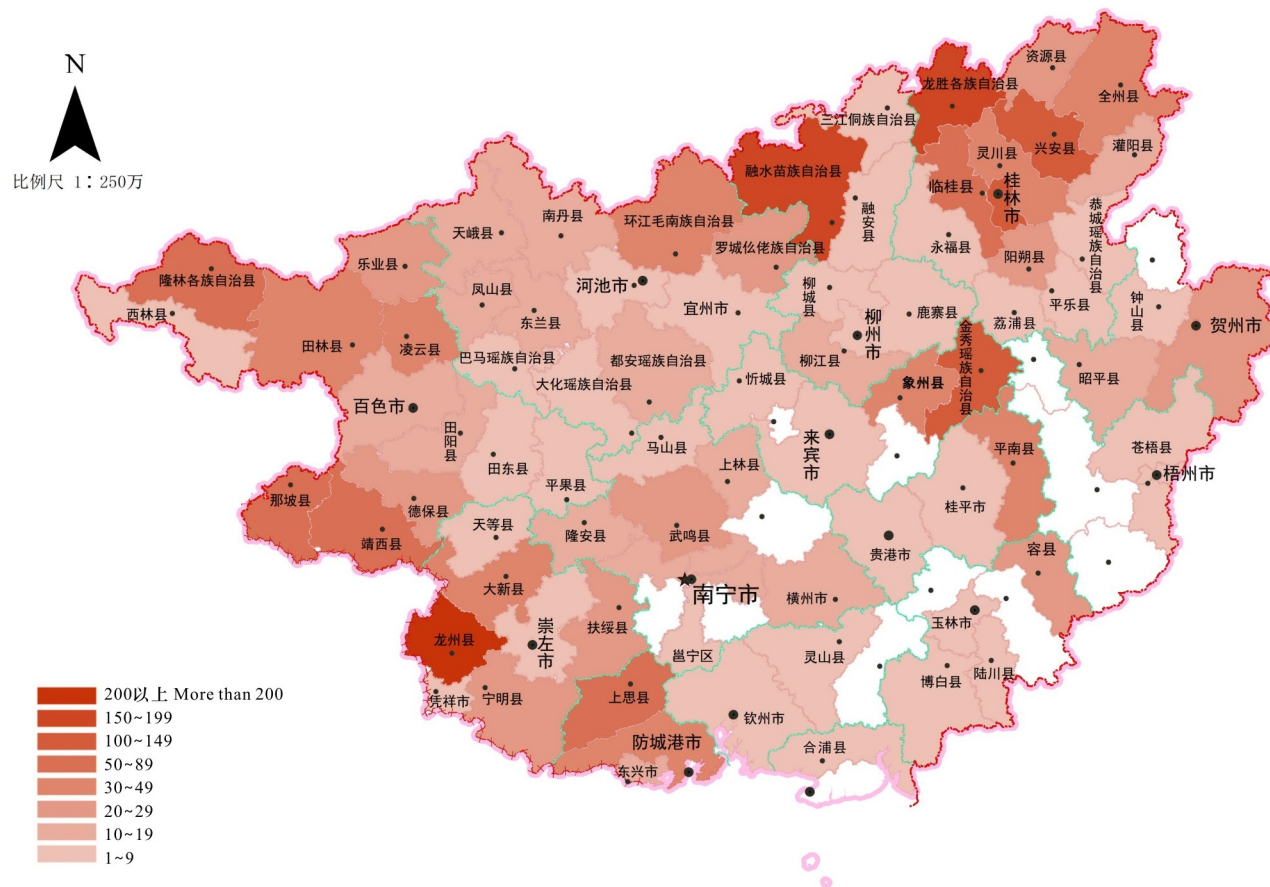 N
比例尺 1：250万
资源县
龙胜各族自治县
全州县
三江侗族自治县
灌阳县
兴安县
灵川县
融水苗族自治县
临桂县
桂林市
恭城瑶族自治县
南丹县
环江毛南族自治县
融安县
天峨县
永福县
罗城仫佬族自治县
阳朔县
乐业县
隆林各族自治县
河池市
凤山县
柳城县
平乐县
钟山县
宜州市
西林县
东兰县
鹿寨县
荔浦县
贺州市
柳州市
金秀瑶族自治县
田林县
凌云县
巴马瑶族自治县
都安瑶族自治县
柳江县
昭平县
大化瑶族自治县
忻城县
象州县
百色市
田阳县
马山县
来宾市
平南县
苍梧县
田东县
上林县
梧州市
平果县
那坡县
德保县
桂平市
天等县
隆安县
武鸣县
靖西县
贵港市
容县
大新县
南宁市
横州市
玉林市
扶绥县
崇左市
龙州县
邕宁区
灵山县
陆川县
博白县
凭祥市
宁明县
上思县
钦州市
防城港市
合浦县
东兴市
200以上 More than 200
150~199
100~149
50~89
30~49
20~29
10~19
1~9